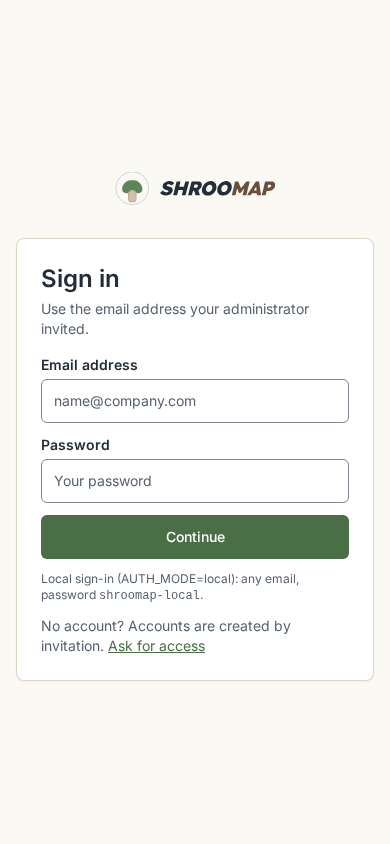 SHROOMAP
Sign in
Use the email address your administrator
invited.
Email address
name@company.com
Password
Your password
Continue
Local sign-in (AUTH_MODE=local): any email,
password shroomap-local.
No account? Accounts are created by
invitation. Ask for access